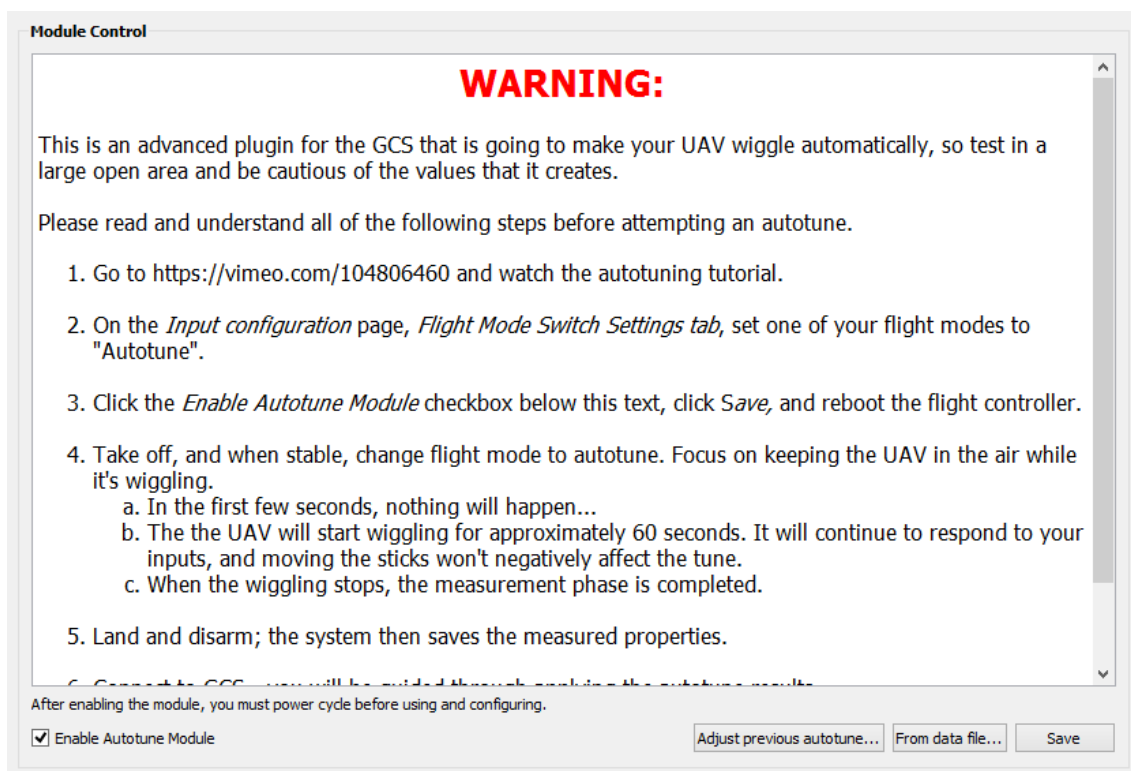 Module Control
WARNING:
This is an advanced plugin for the GCS that is going to make your UAV wiggle automatically, so test in a
large open area and be cautious of the values that it creates.
Please read and understand all of the following steps before attempting an autotune.
1. Go to https://vimeo.com/104806460 and watch the autotuning tutorial.
2. On the Input configuration page, Flight Mode Switch Settings tab, set one of your flight modes to
"Autotune".
3. Click the Enable Autotune Module checkbox below this text, click Save, and reboot the flight controller.
4. Take off, and when stable, change flight mode to autotune. Focus on keeping the UAV in the air while
it's wiggling.
a. In the first few seconds, nothing will happen...
b. The the UAV will start wiggling for approximately 60 seconds. It will continue to respond to your
inputs, and moving the sticks won't negatively affect the tune.
c. When the wiggling stops, the measurement phase is completed.
5. Land and disarm; the system then saves the measured properties.
After enabling the module, you must power cycle before using and configuring.
Enable Autotune Module
Adjust previous autotune... From data file... Save